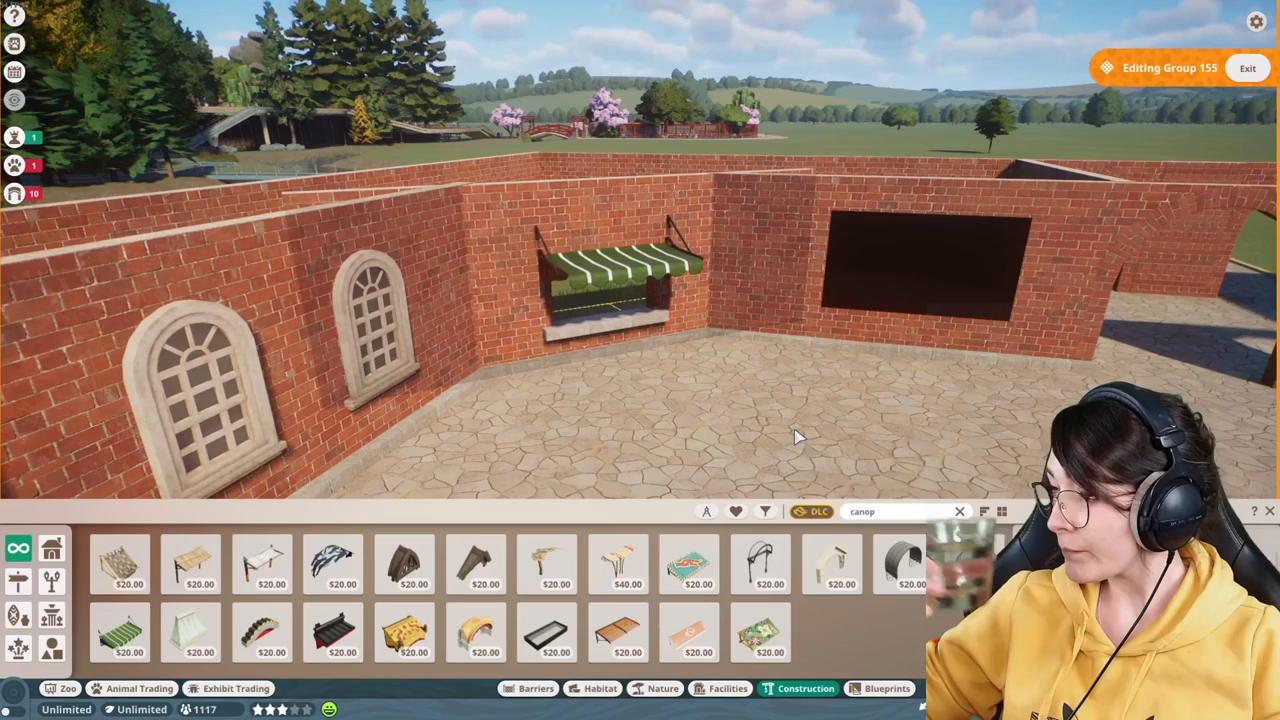 ?
Editing Group 155 Exit
1
1
10
DLC canop ?
$20.00 $20.00 $20.00 $20.00 $20.00 $20.00 $20.00 $40.00 $20.00 $20.00 $20.00 $20.00
$20.00 $20.00 $20.00 $20.00 $20.00 $20.00 $20.00 $20.00 $20.00 $20.00
Zoo Animal Trading Exhibit Trading Barriers Habitat Nature Facilities Construction Blueprints
Unlimited Unlimited 1117